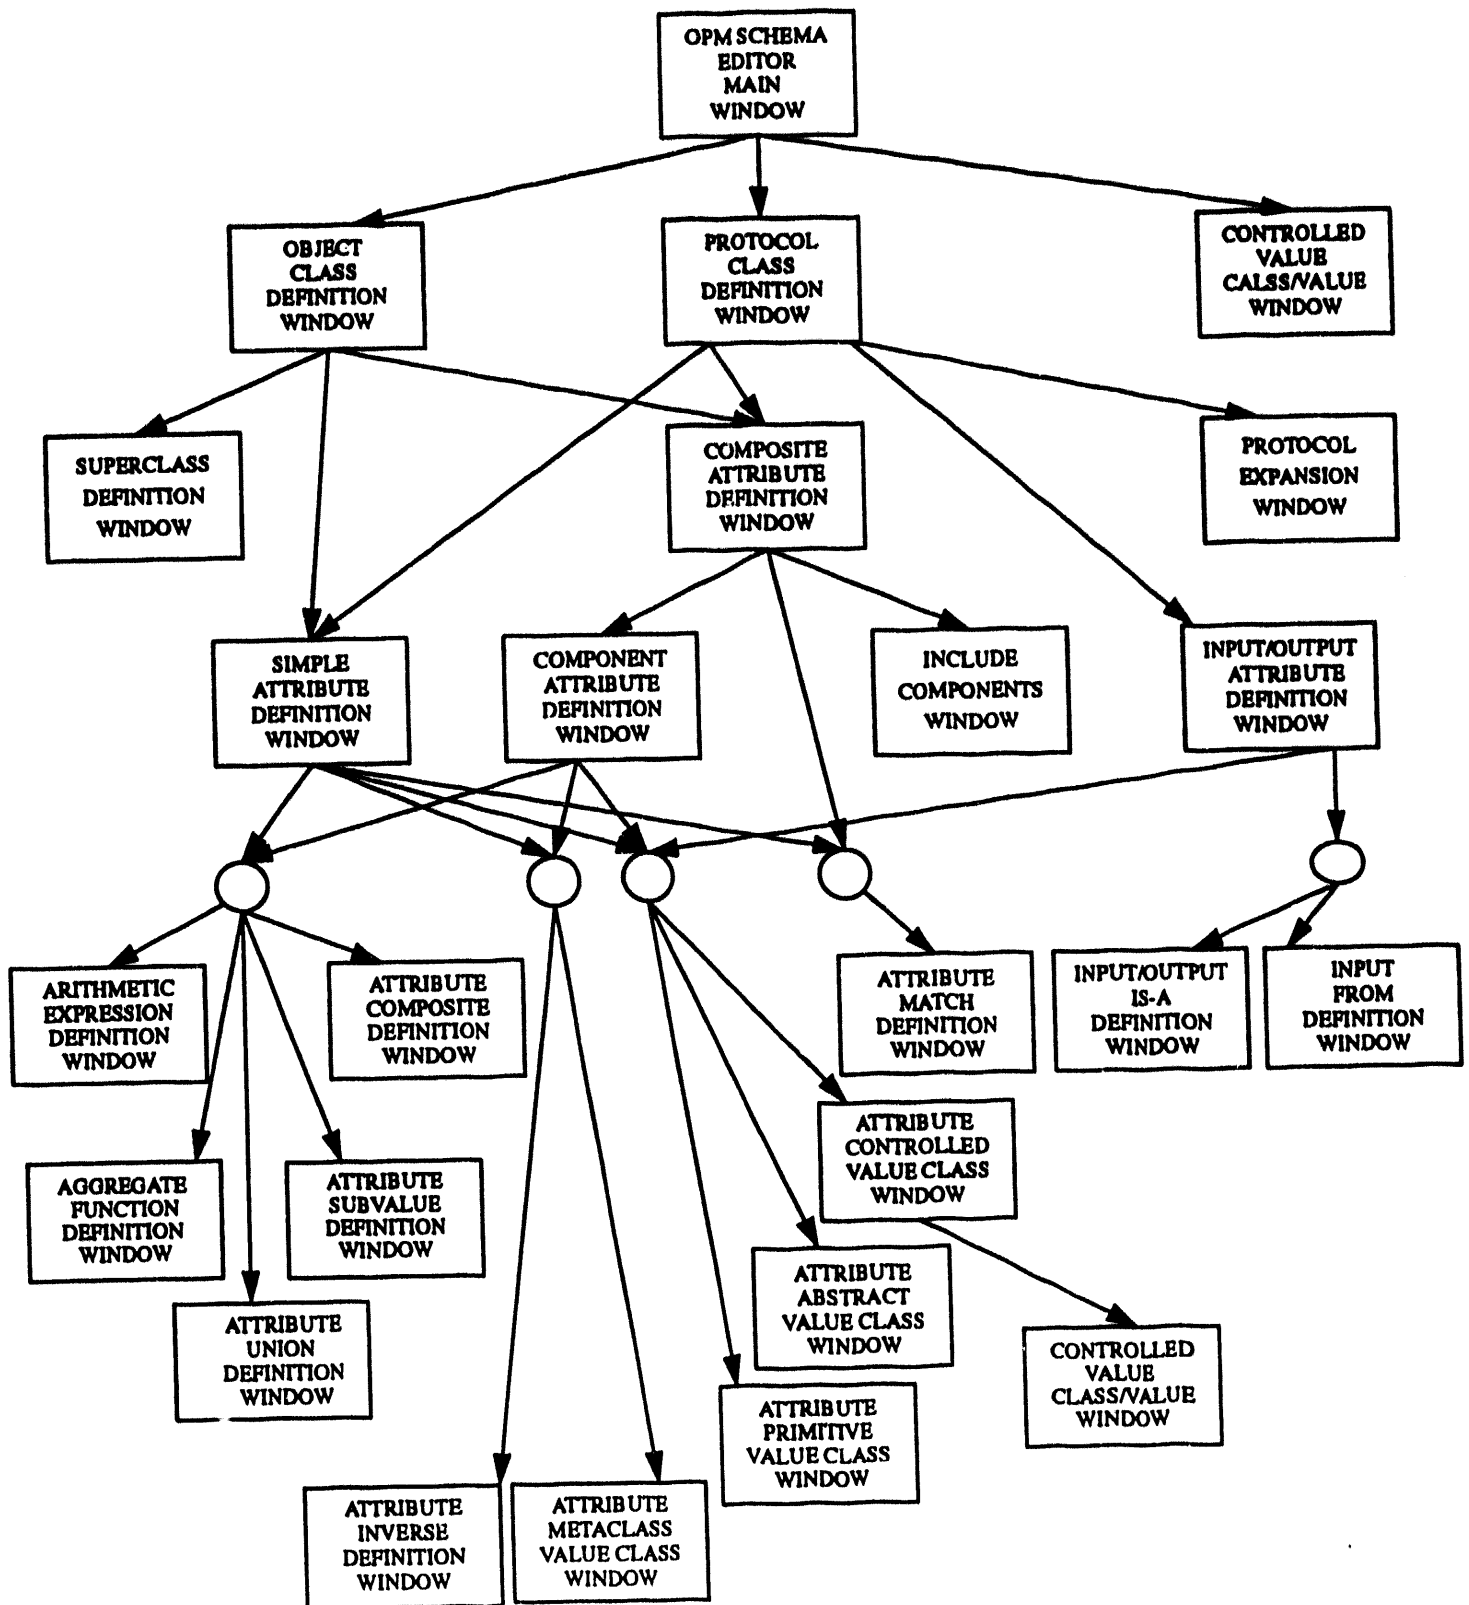 OPM SCHEMA
EDITOR
MAIN
WINDOW
OBJECT
CLASS
DEFINITION
WINDOW
PROTOCOL
CLASS
DEFINITION
WINDOW
CONTROLLED
VALUE
CALSS/VALUE
WINDOW
SUPERCLASS
DEFINITION
WINDOW
COMPOSITE
ATTRIBUTE
DEFINITION
WINDOW
PROTOCOL
EXPANSION
WINDOW
SIMPLE
ATTRIBUTE
DEFINITION
WINDOW
COMPONENT
ATTRIBUTE
DEFINITION
WINDOW
INCLUDE
COMPONENTS
WINDOW
INPUT/OUTPUT
ATTRIBUTE
DEFINITION
WINDOW
ARITHMETIC
EXPRESSION
DEFINITION
WINDOW
ATTRIBUTE
COMPOSITE
DEFINITION
WINDOW
ATTRIBUTE
MATCH
DEFINITION
WINDOW
INPUT/OUTPUT
IS-A
DEFINITION
WINDOW
INPUT
FROM
DEFINITION
WINDOW
AGGREGATE
FUNCTION
DEFINITION
WINDOW
ATTRIBUTE
SUBVALUE
DEFINITION
WINDOW
ATTRIBUTE
CONTROLLED
VALUE CLASS
WINDOW
ATTRIBUTE
UNION
DEFINITION
WINDOW
ATTRIBUTE
ABSTRACT
VALUE CLASS
WINDOW
CONTROLLED
VALUE
CLASS/VALUE
WINDOW
ATTRIBUTE
PRIMITIVE
VALUE CLASS
WINDOW
ATTRIBUTE
INVERSE
DEFINITION
WINDOW
ATTRIBUTE
METACLASS
VALUE CLASS
WINDOW